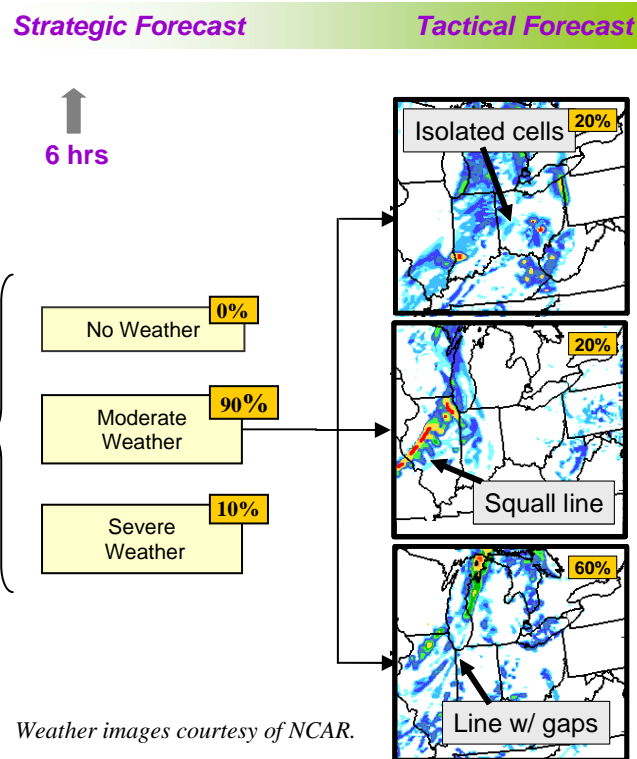 Strategic Forecast
Tactical Forecast
6 hrs
No Weather
0%
Moderate
Weather
90%
Severe
Weather
10%
Isolated cells
20%
20%
Squall line
60%
Line w/ gaps
Weather images courtesy of NCAR.